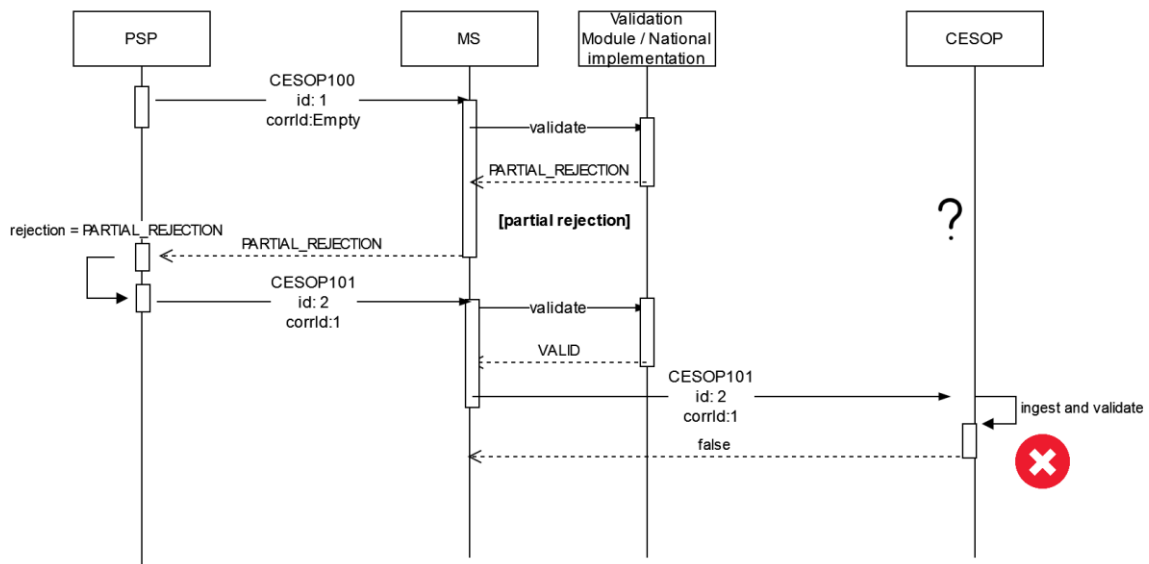 PSP
MS
Validation
Module / National
implementation
CESOP
CESOP100
id: 1
corrId:Empty
validate
PARTIAL_REJECTION
[partial rejection]
?
rejection = PARTIAL_REJECTION
PARTIAL_REJECTION
CESOP101
id: 2
corrId:1
validate
VALID
CESOP101
id: 2
corrId:1
ingest and validate
false